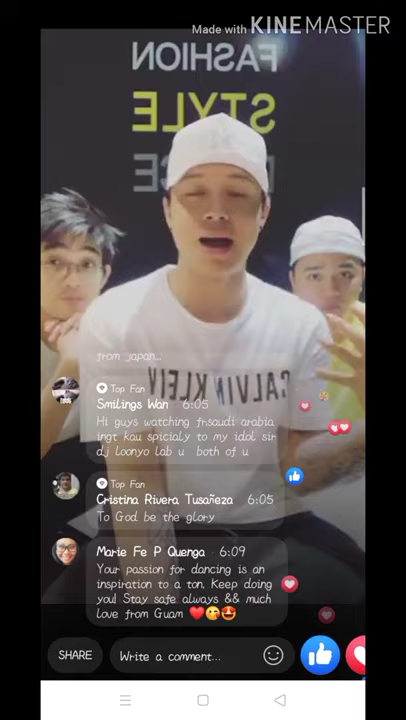 Made with KINEMASTER
FASHION
STYLE
CALVIN KLEIN
from japan...
Top Fan
Smilings Wan 6:05
Hi guys watching frsaudi arabia
ingt kau spicialy to my idol sir
dj loonyo lab u both of u
Top Fan
Cristina Rivera Tusañeza 6:05
To God be the glory
Marie Fe P Quenga 6:09
Your passion for dancing is an
inspiration to a ton. Keep doing
you! Stay safe always && much
love from Guam ❤️😘🤩
SHARE
Write a comment...